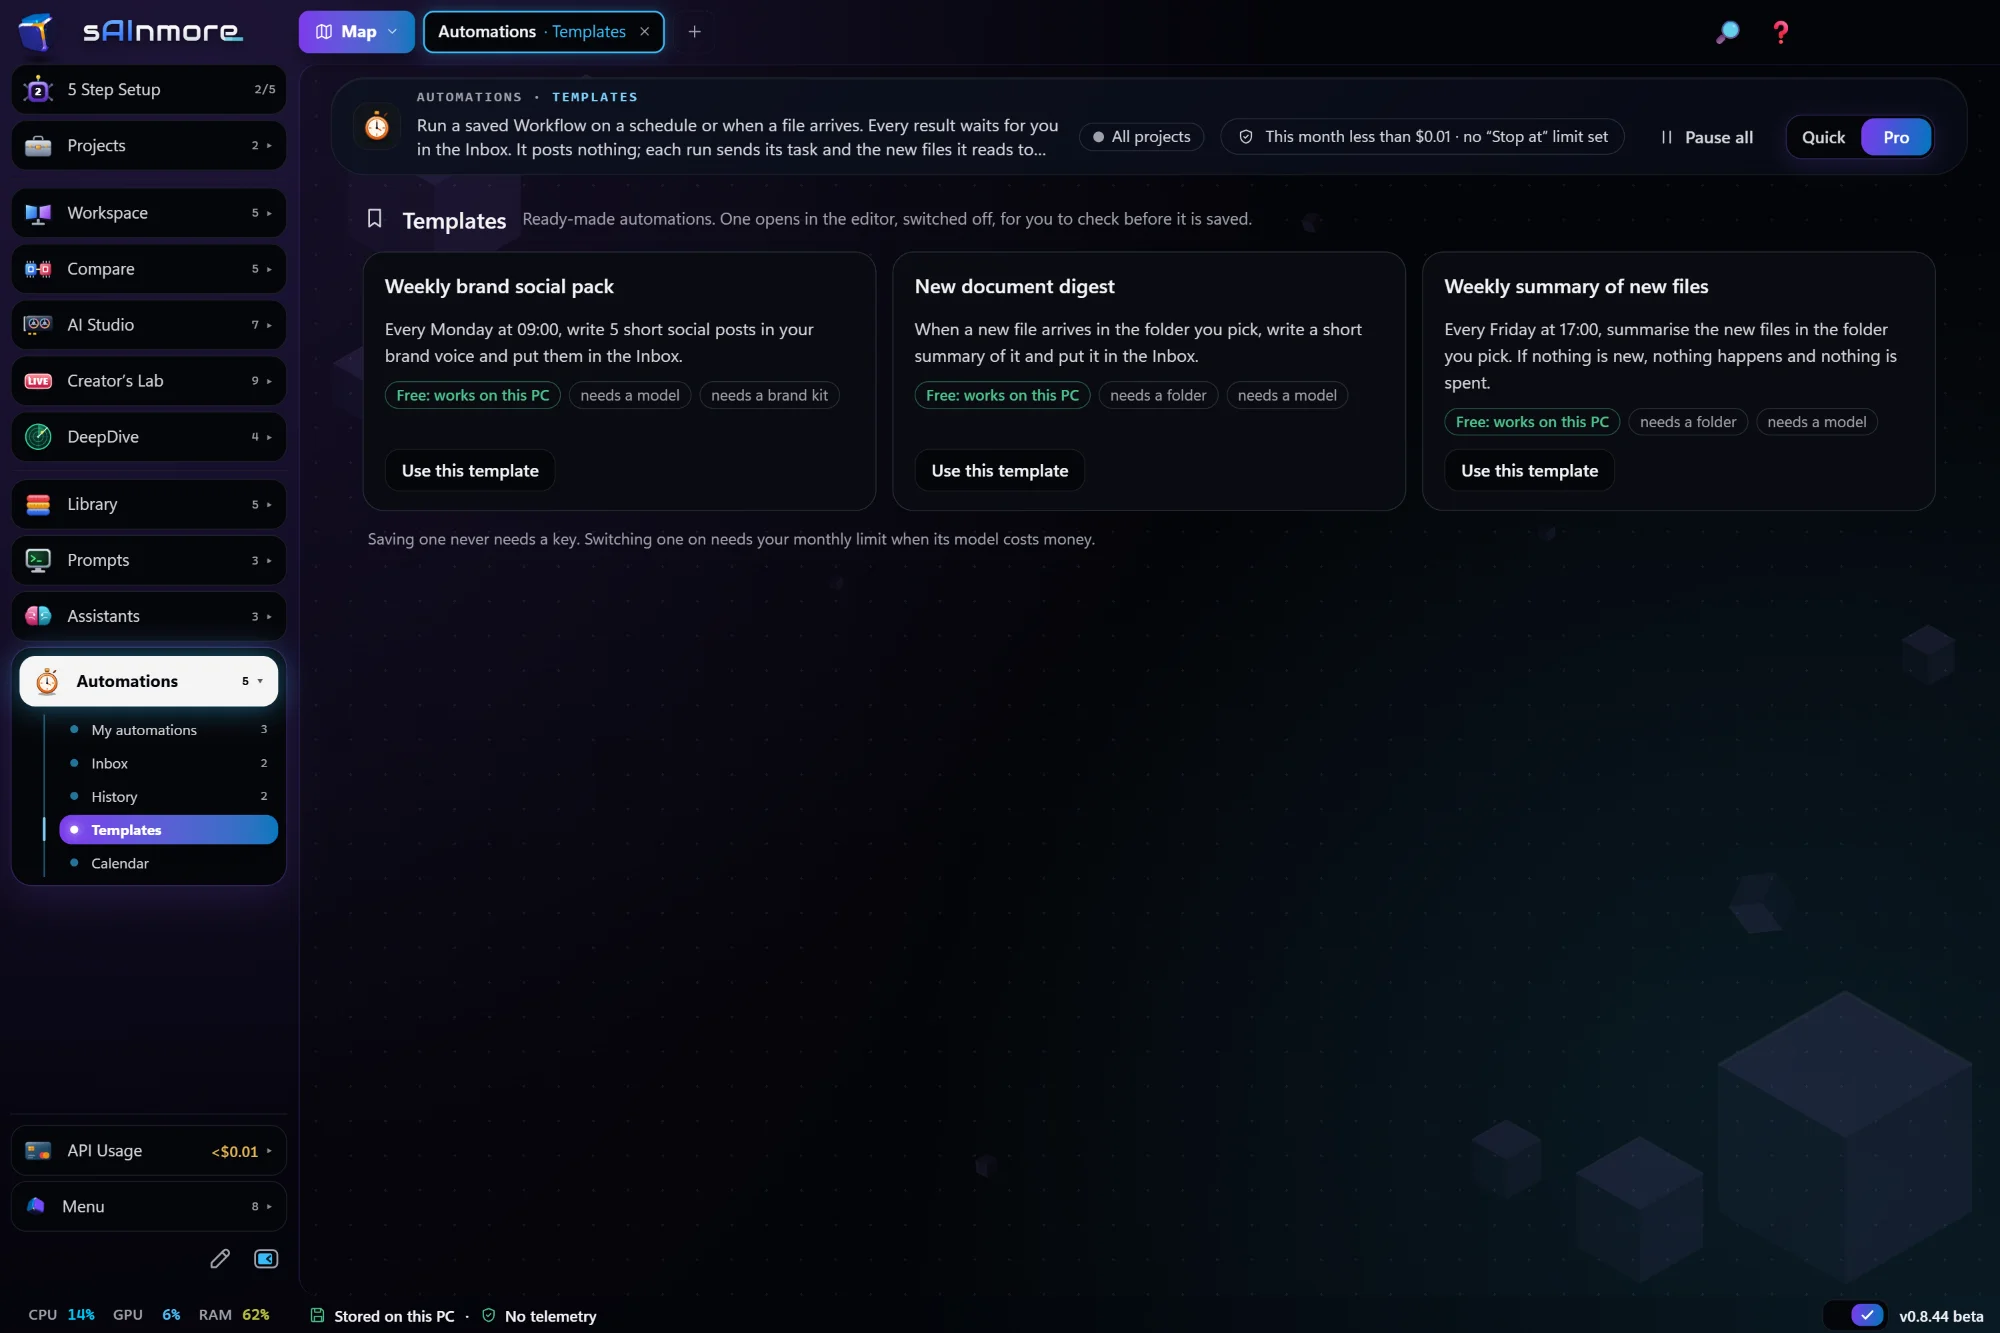 sAInmore
Map
Automations · Templates
5 Step Setup 2/5
Projects 2
Workspace 5
Compare 5
AI Studio 7
LIVE Creator’s Lab 9
DeepDive 4
Library 5
Prompts 3
Assistants 3
Automations 5
My automations 3
Inbox 2
History 2
Templates
Calendar
API Usage <$0.01
Menu 8
CPU 14% GPU 6% RAM 62%
AUTOMATIONS · TEMPLATES
Run a saved Workflow on a schedule or when a file arrives. Every result waits for you
in the Inbox. It posts nothing; each run sends its task and the new files it reads to...
All projects
This month less than $0.01 · no “Stop at” limit set
Pause all
Quick
Pro
Templates
Ready-made automations. One opens in the editor, switched off, for you to check before it is saved.
Weekly brand social pack
Every Monday at 09:00, write 5 short social posts in your
brand voice and put them in the Inbox.
Free: works on this PC
needs a model
needs a brand kit
Use this template
New document digest
When a new file arrives in the folder you pick, write a short
summary of it and put it in the Inbox.
Free: works on this PC
needs a folder
needs a model
Use this template
Weekly summary of new files
Every Friday at 17:00, summarise the new files in the folder
you pick. If nothing is new, nothing happens and nothing is
spent.
Free: works on this PC
needs a folder
needs a model
Use this template
Saving one never needs a key. Switching one on needs your monthly limit when its model costs money.
Stored on this PC · No telemetry
v0.8.44 beta